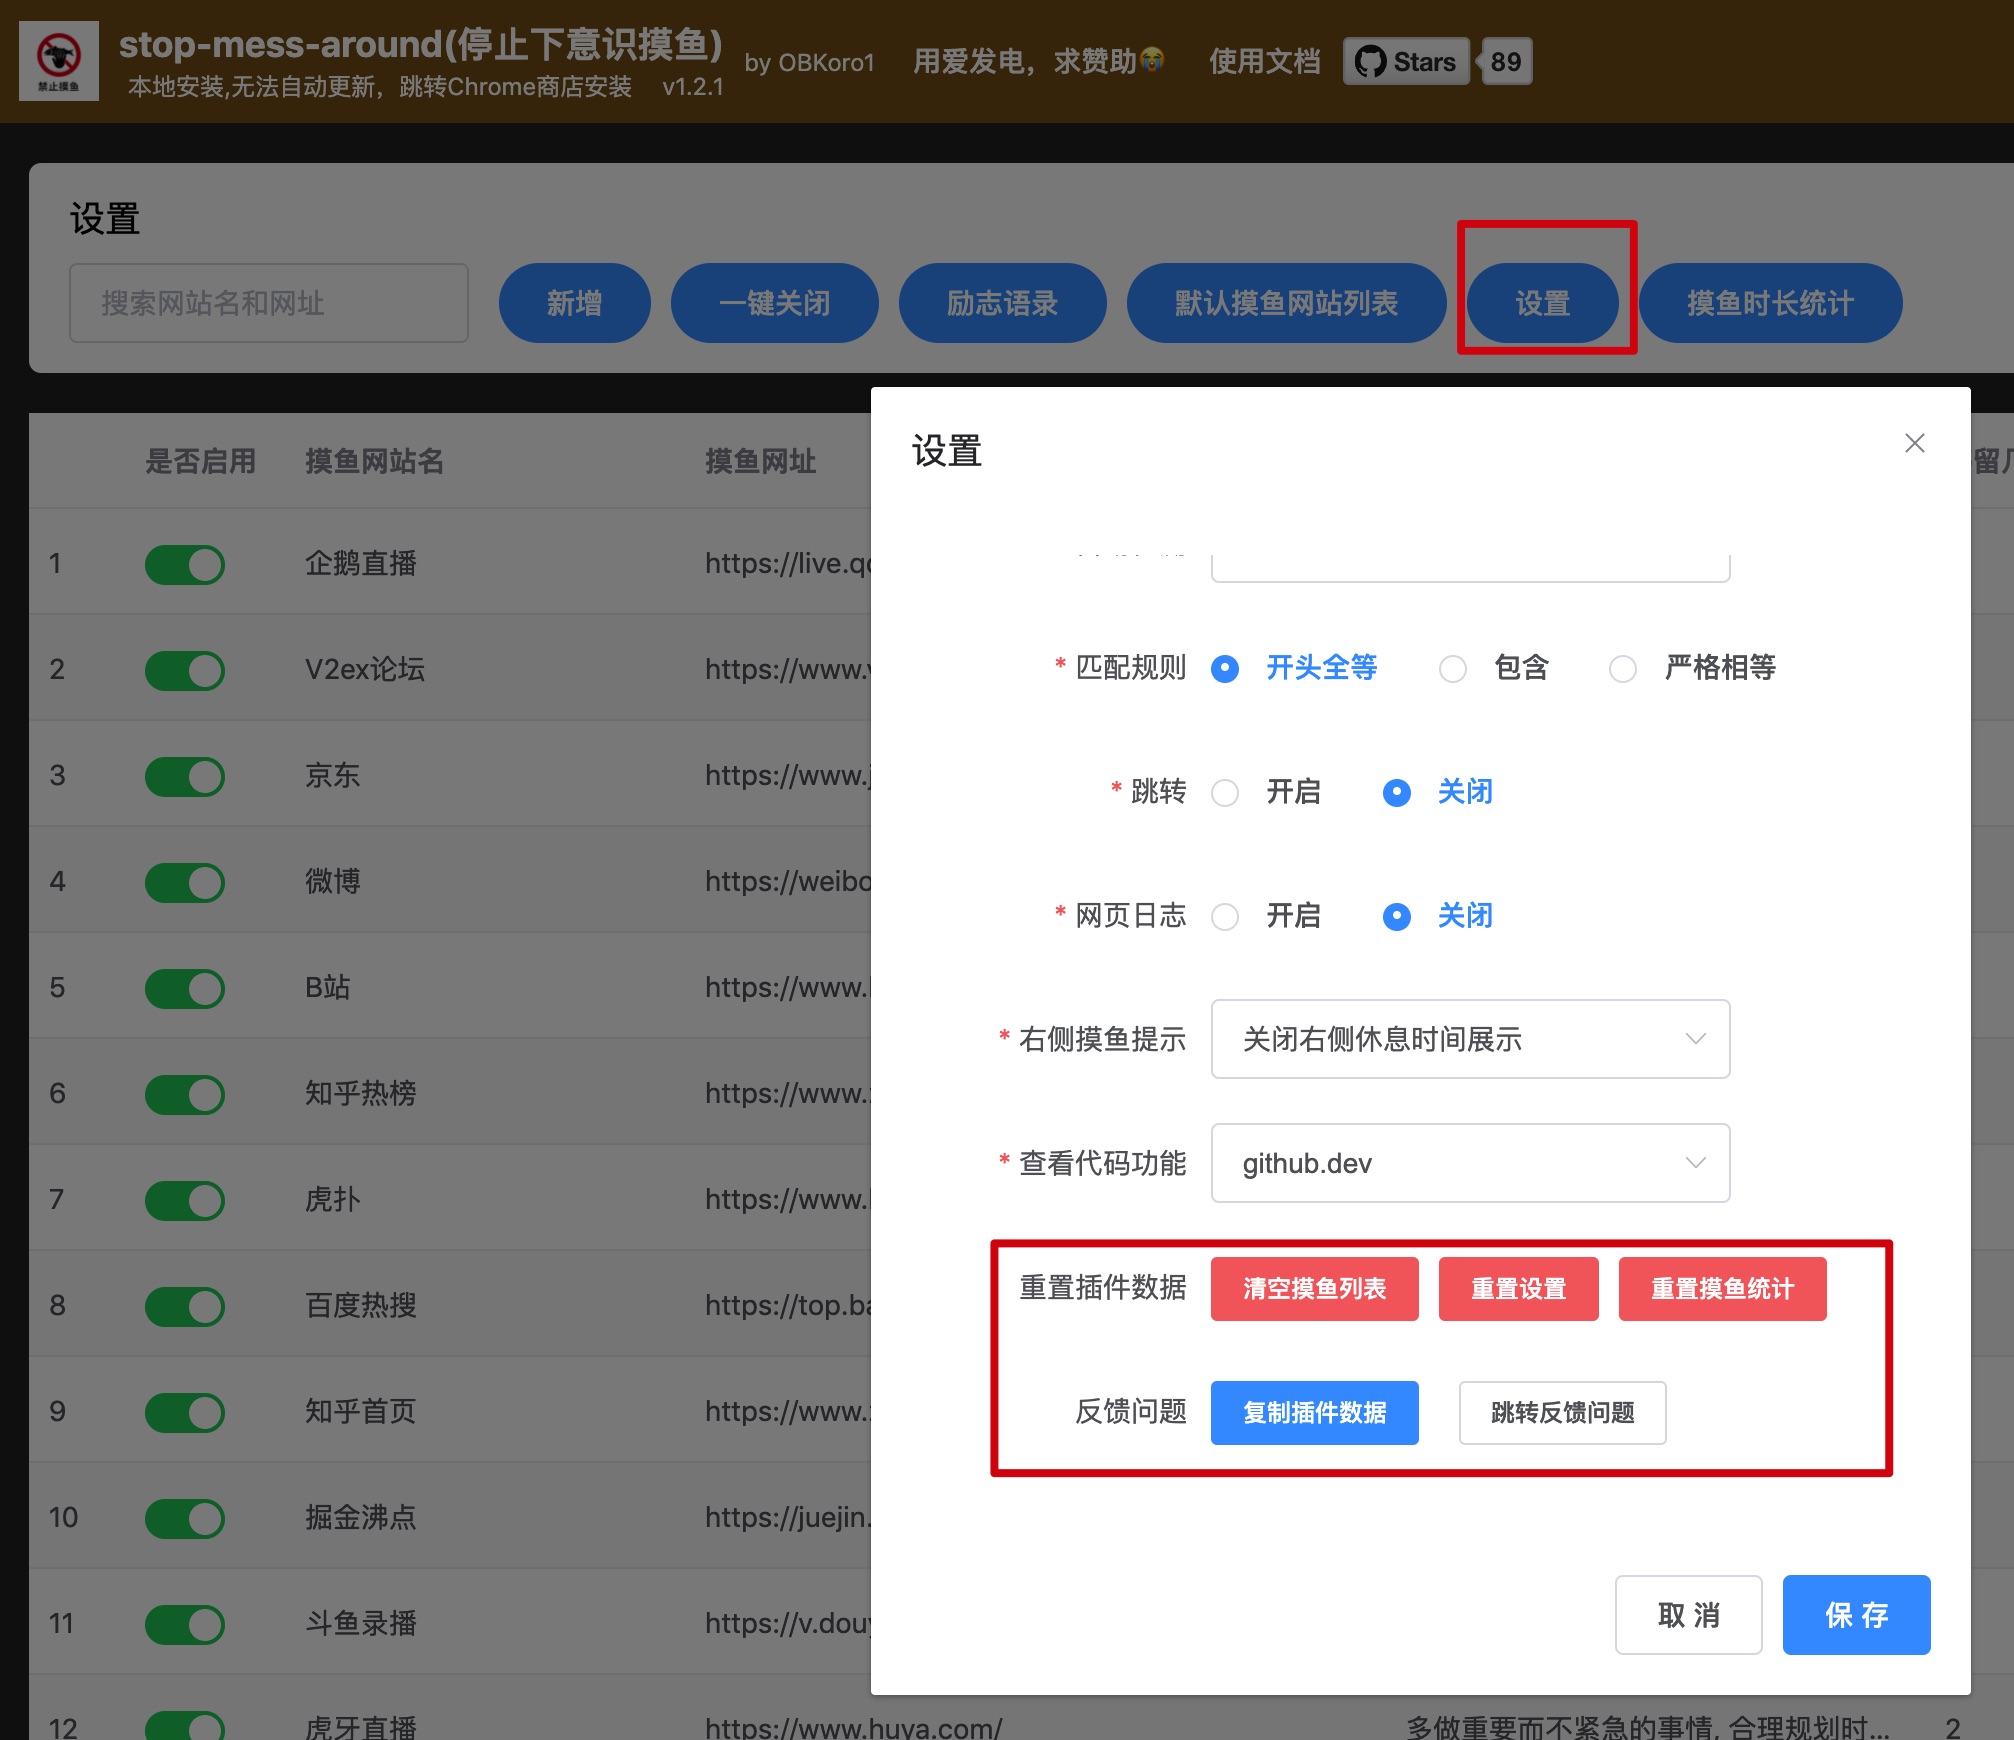 禁止摸鱼
stop-mess-around(停止下意识摸鱼)
本地安装,无法自动更新，跳转Chrome商店安装 v1.2.1
by OBKoro1
用爱发电，求赞助😭
使用文档
Stars
89
设置
搜索网站名和网址
新增
一键关闭
励志语录
默认摸鱼网站列表
设置
摸鱼时长统计
是否启用 摸鱼网站名 摸鱼网址
1 企鹅直播 https://live.q
2 V2ex论坛 https://www.
3 京东 https://www.
4 微博 https://weibo
5 B站 https://www.
6 知乎热榜 https://www.
7 虎扑 https://www.
8 百度热搜 https://top.ba
9 知乎首页 https://www.
10 掘金沸点 https://juejin.
11 斗鱼录播 https://v.douy
12 虎牙直播 https://www.huya.com/ 多做重要而不紧急的事情, 合理规划时... 2
设置
* 匹配规则 开头全等 包含 严格相等
* 跳转 开启 关闭
* 网页日志 开启 关闭
* 右侧摸鱼提示 关闭右侧休息时间展示
* 查看代码功能 github.dev
重置插件数据 清空摸鱼列表 重置设置 重置摸鱼统计
反馈问题 复制插件数据 跳转反馈问题
取 消 保 存